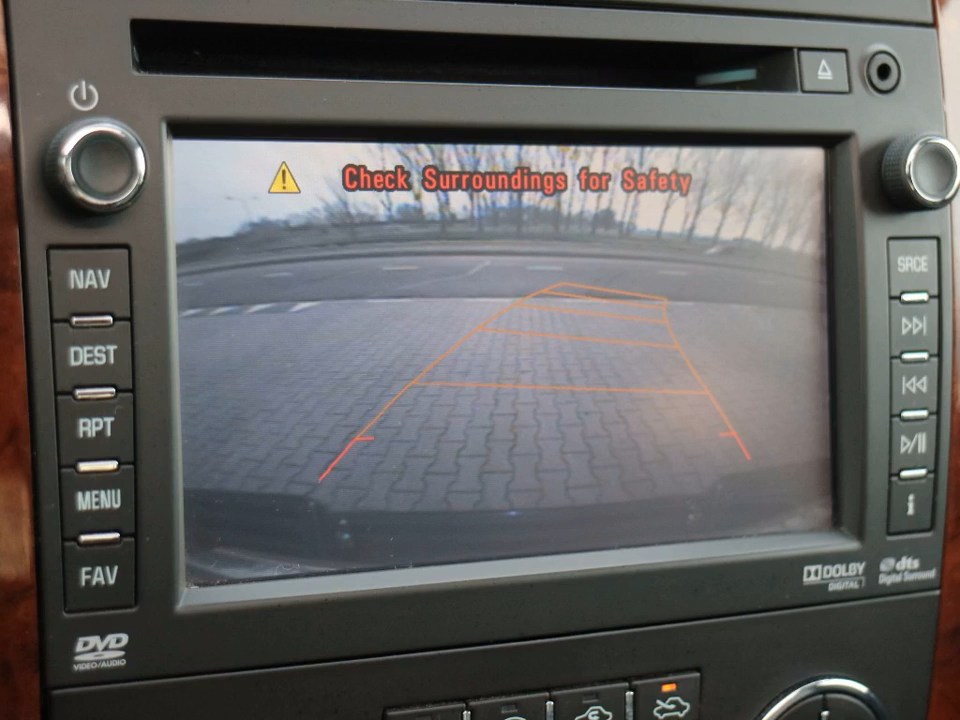 Check Surroundings for Safety
NAV
DEST
RPT
MENU
FAV
SRCE
i
DOLBY
DIGITAL
dts
Digital Surround
DVD
VIDEO/AUDIO